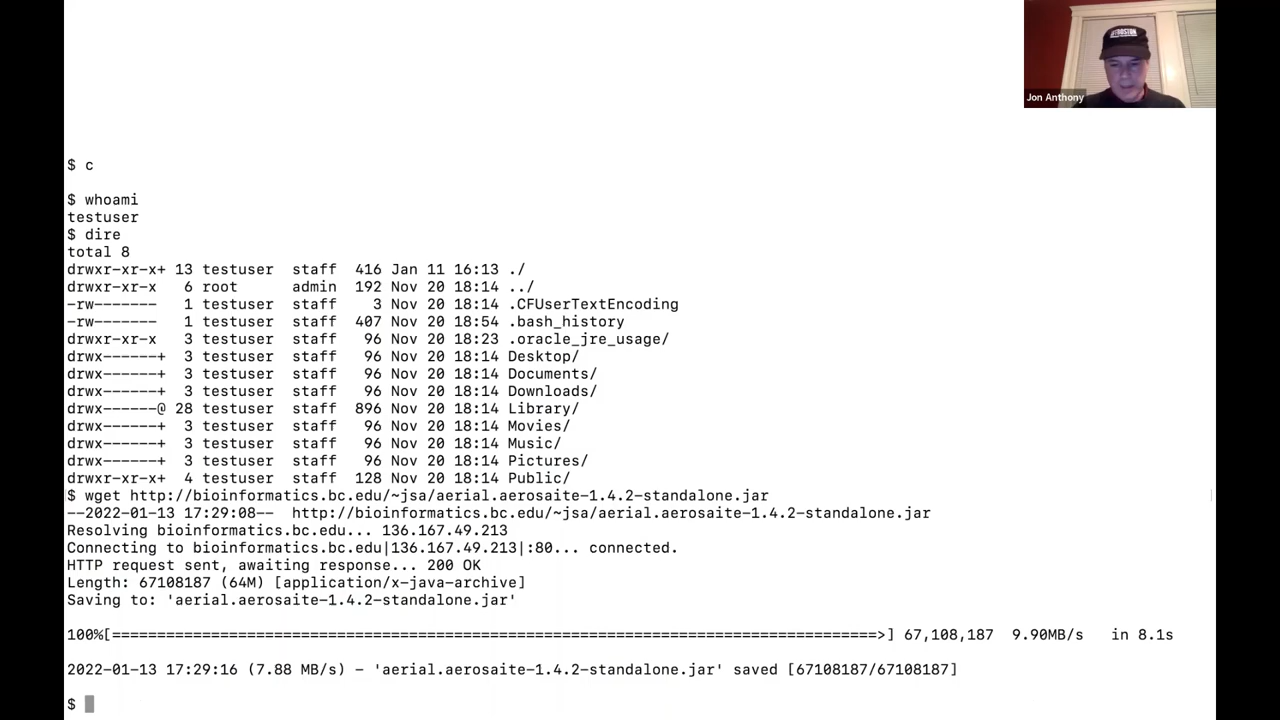 Jon Anthony
$ c
$ whoami
testuser
$ dire
total 8
drwxr-xr-x+ 13 testuser  staff  416 Jan 11 16:13 ./
drwxr-xr-x   6 root      admin  192 Nov 20 18:14 ../
-rw-------   1 testuser  staff    3 Nov 20 18:14 .CFUserTextEncoding
-rw-------   1 testuser  staff  407 Nov 20 18:54 .bash_history
drwxr-xr-x   3 testuser  staff   96 Nov 20 18:23 .oracle_jre_usage/
drwx------+  3 testuser  staff   96 Nov 20 18:14 Desktop/
drwx------+  3 testuser  staff   96 Nov 20 18:14 Documents/
drwx------+  3 testuser  staff   96 Nov 20 18:14 Downloads/
drwx------@ 28 testuser  staff  896 Nov 20 18:14 Library/
drwx------+  3 testuser  staff   96 Nov 20 18:14 Movies/
drwx------+  3 testuser  staff   96 Nov 20 18:14 Music/
drwx------+  3 testuser  staff   96 Nov 20 18:14 Pictures/
drwxr-xr-x+  4 testuser  staff  128 Nov 20 18:14 Public/
$ wget http://bioinformatics.bc.edu/~jsa/aerial.aerosaite-1.4.2-standalone.jar
--2022-01-13 17:29:08--  http://bioinformatics.bc.edu/~jsa/aerial.aerosaite-1.4.2-standalone.jar
Resolving bioinformatics.bc.edu... 136.167.49.213
Connecting to bioinformatics.bc.edu|136.167.49.213|:80... connected.
HTTP request sent, awaiting response... 200 OK
Length: 67108187 (64M) [application/x-java-archive]
Saving to: 'aerial.aerosaite-1.4.2-standalone.jar'
100%[=====================================================================================>] 67,108,187  9.90MB/s   in 8.1s
2022-01-13 17:29:16 (7.88 MB/s) - 'aerial.aerosaite-1.4.2-standalone.jar' saved [67108187/67108187]
$